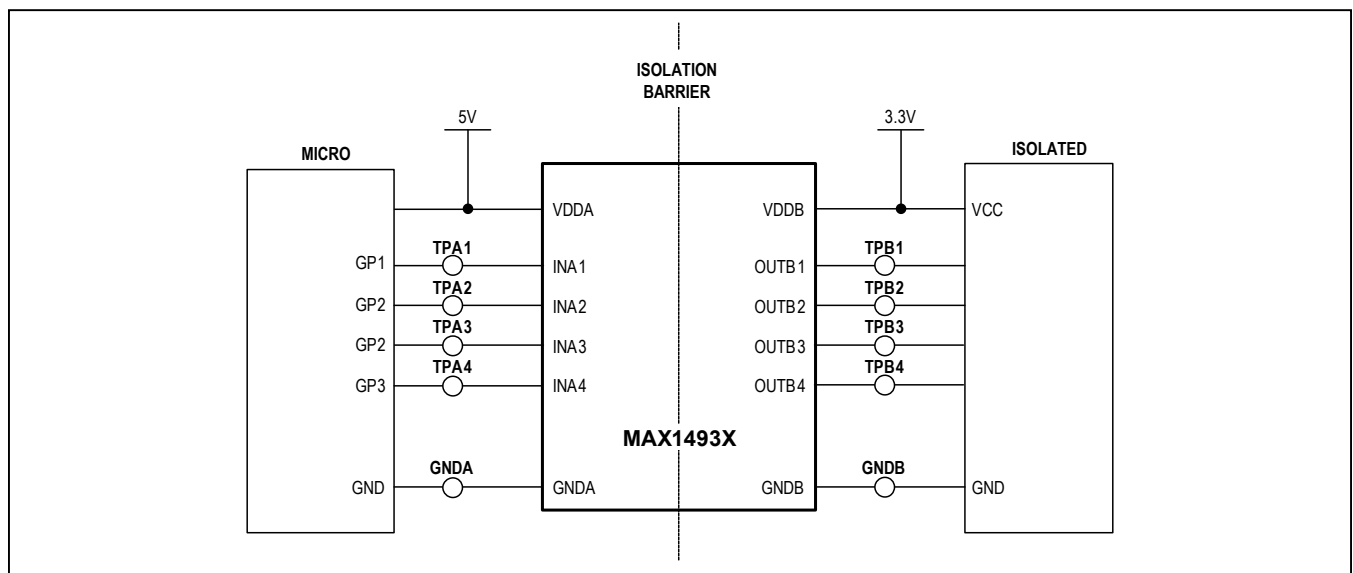 ISOLATION
BARRIER
5V
3.3V
MICRO
ISOLATED
VDDA
VDDB
VCC
GP1
TPA1
INA1
OUTB1
TPB1
GP2
TPA2
INA2
OUTB2
TPB2
GP2
TPA3
INA3
OUTB3
TPB3
GP3
TPA4
INA4
OUTB4
TPB4
MAX1493X
GND
GNDA
GNDA
GNDB
GNDB
GND